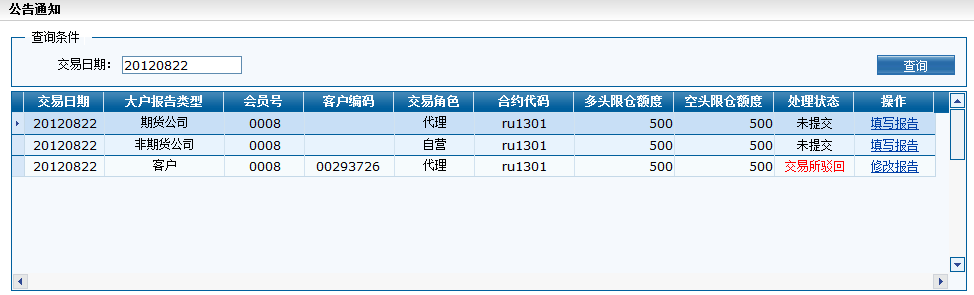 公告通知
查询条件
交易日期： 20120822 查询
交易日期 大户报告类型 会员号 客户编码 交易角色 合约代码 多头限仓额度 空头限仓额度 处理状态 操作
20120822 期货公司 0008 代理 ru1301 500 500 未提交 填写报告
20120822 非期货公司 0008 自营 ru1301 500 500 未提交 填写报告
20120822 客户 0008 00293726 代理 ru1301 500 500 交易所驳回 修改报告